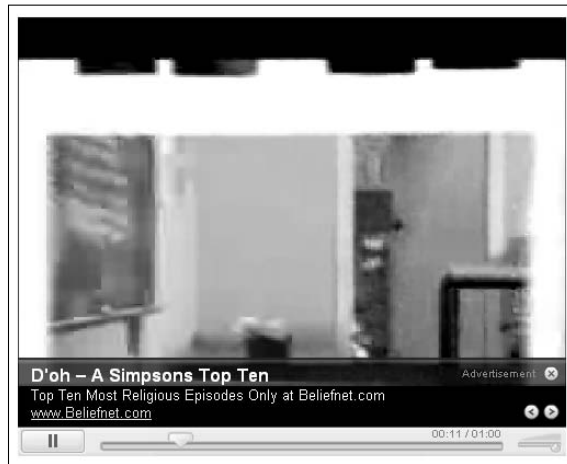 D'oh – A Simpsons Top Ten
Advertisement
Top Ten Most Religious Episodes Only at Beliefnet.com
www.Beliefnet.com
00:11 / 01:00